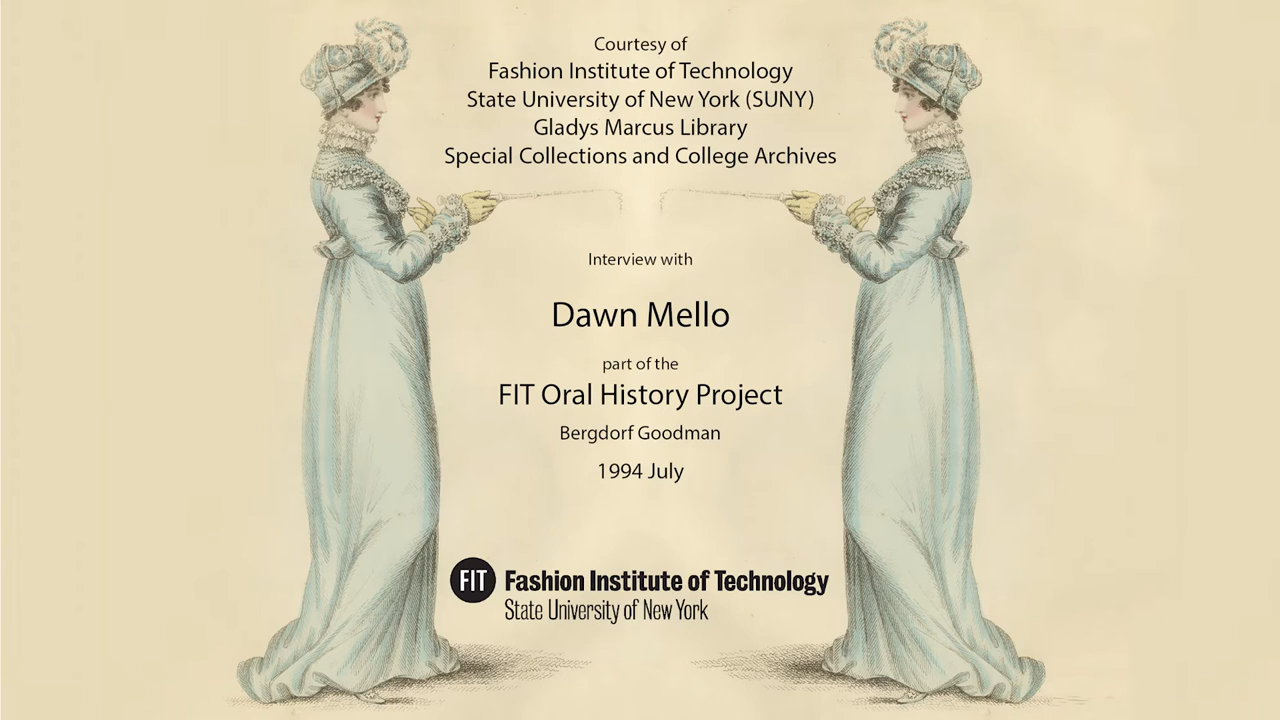 Courtesy of
Fashion Institute of Technology
State University of New York (SUNY)
Gladys Marcus Library
Special Collections and College Archives
Interview with
Dawn Mello
part of the
FIT Oral History Project
Bergdorf Goodman
1994 July
FIT Fashion Institute of Technology
State University of New York